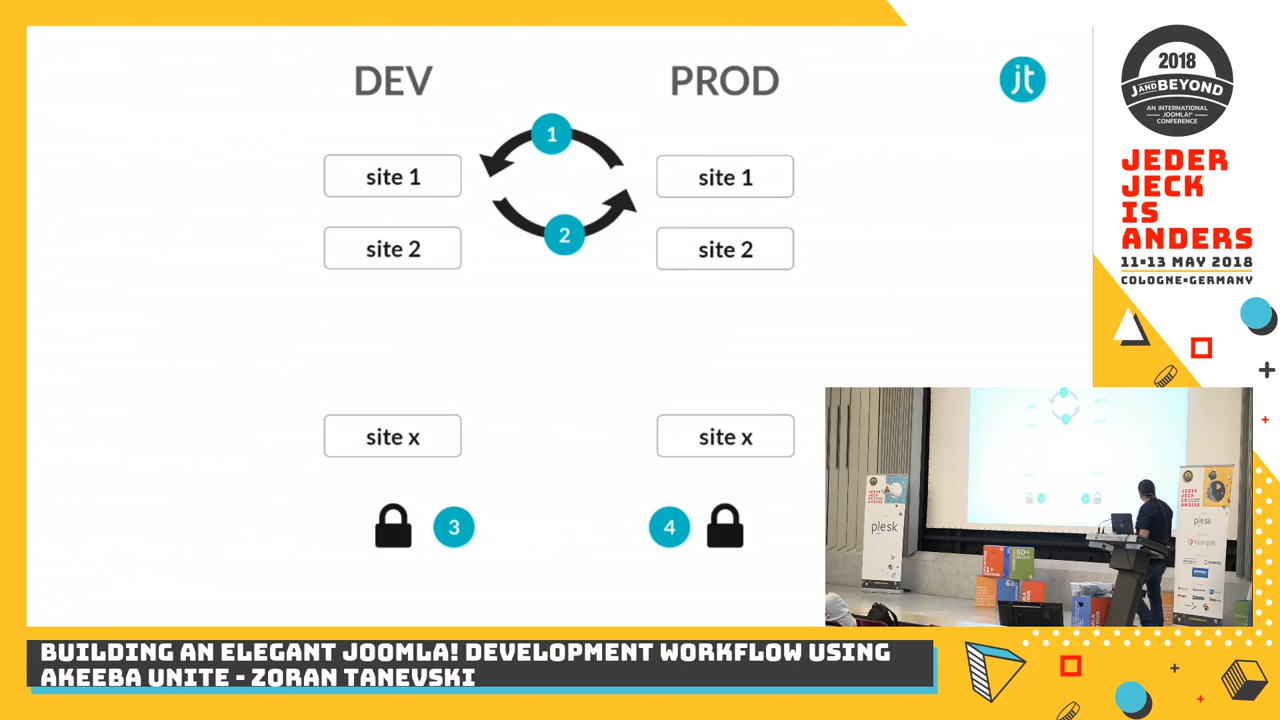 DEV
PROD
jt
1
site 1
site 1
2
site 2
site 2
site x
site x
3
4
2018
J AND BEYOND
AN INTERNATIONAL
JOOMLA!
CONFERENCE
JEDER
JECK
IS
ANDERS
11-13 MAY 2018
COLOGNE-GERMANY
plesk
plesk
80+
BUILDING AN ELEGANT JOOMLA! DEVELOPMENT WORKFLOW USING
AKEEBA UNITE - ZORAN TANEVSKI